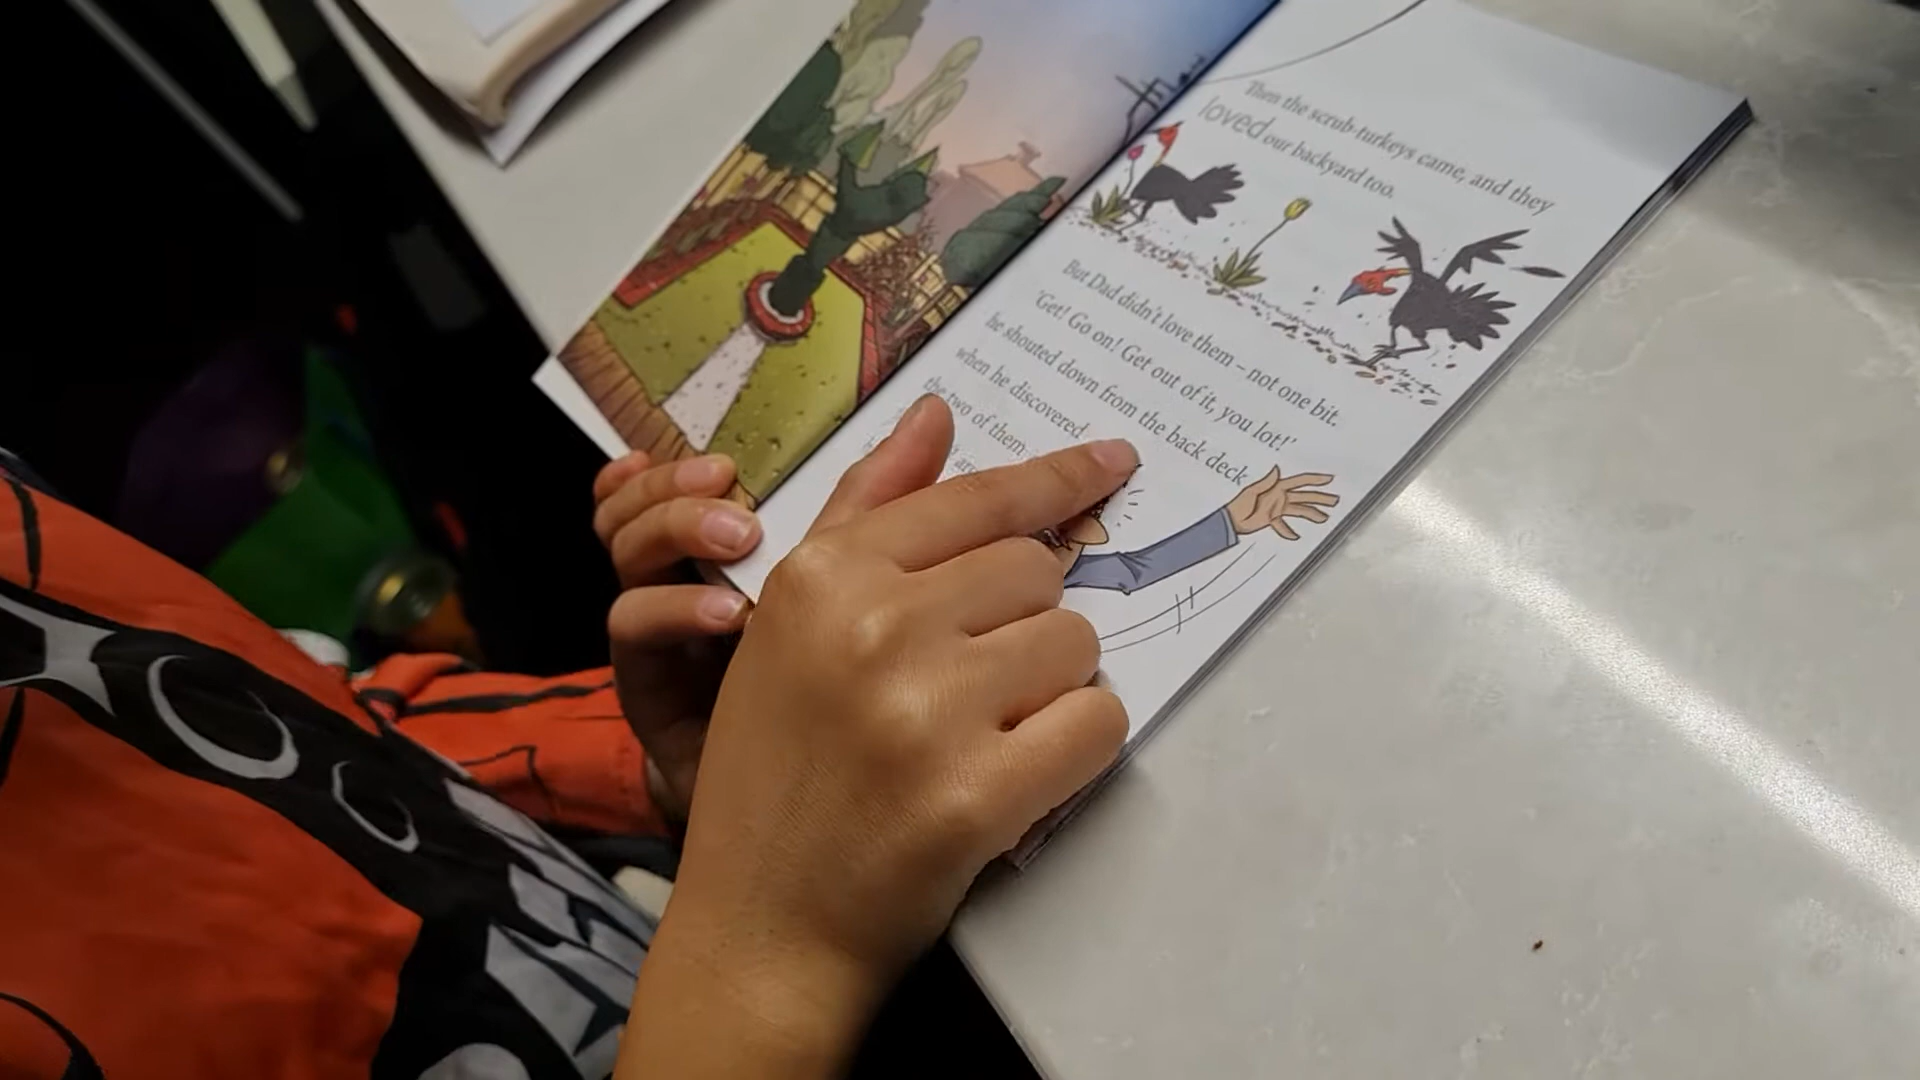 Then the scrub-turkeys came, and they
loved our backyard too.
But Dad didn't love them – not one bit.
'Get! Go on! Get out of it, you lot!'
he shouted down from the back deck
when he discovered
the two of them